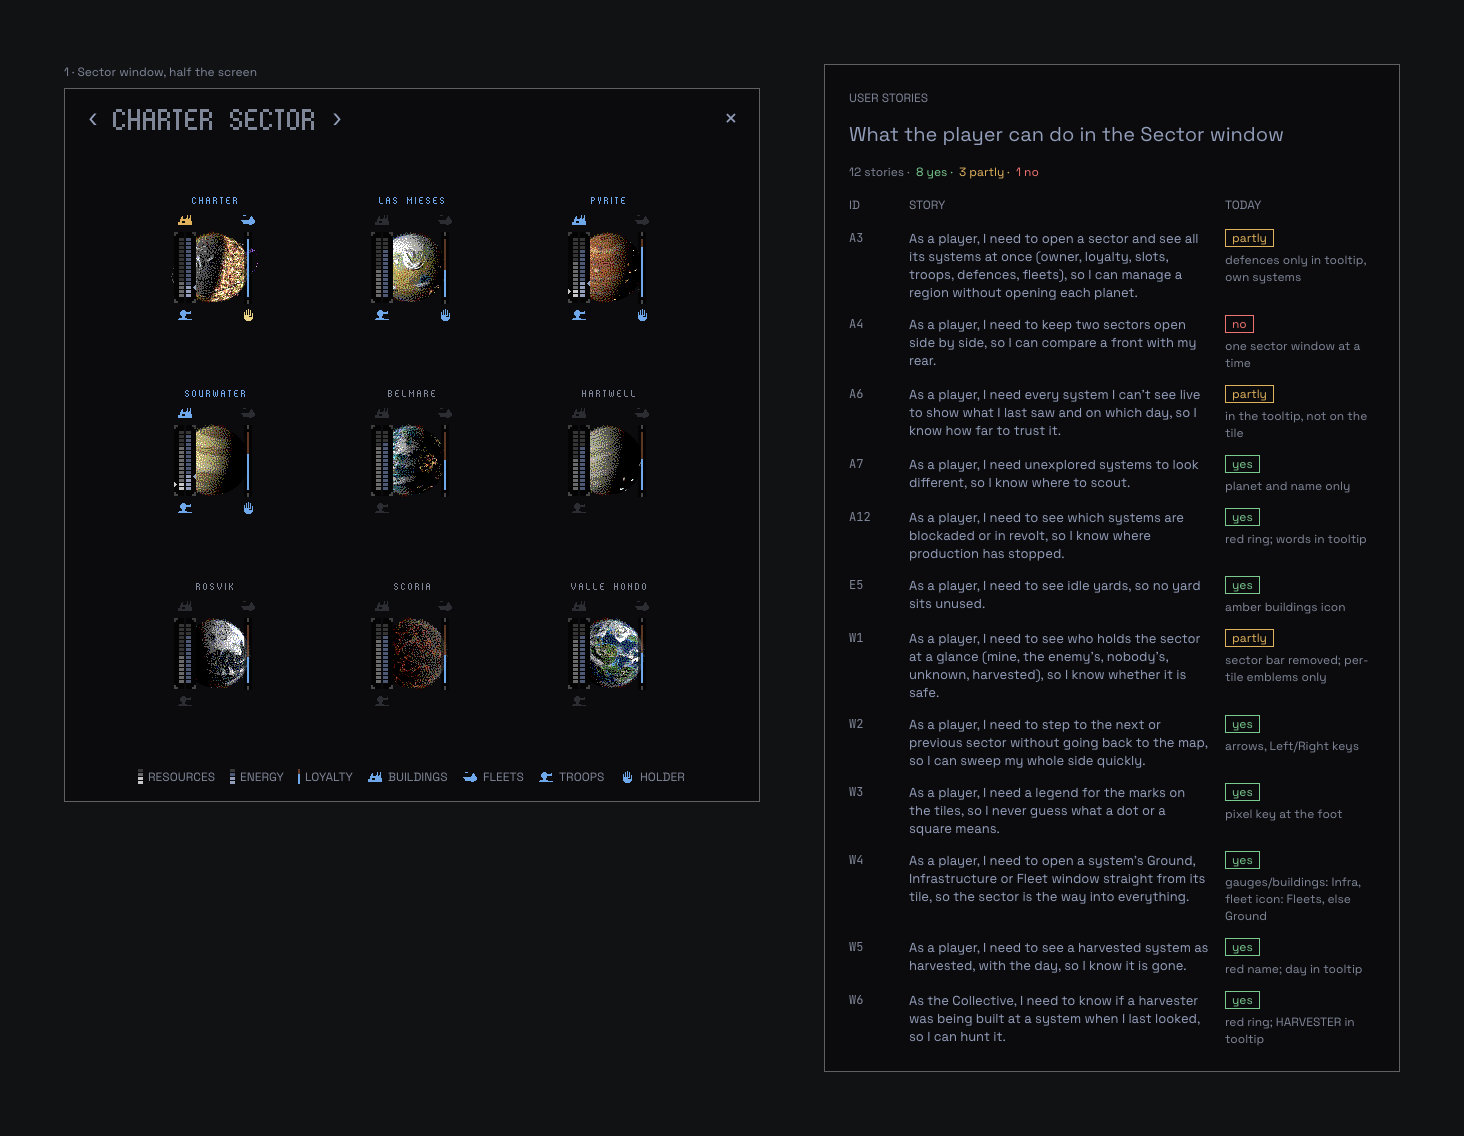 1 · Sector window, half the screen
‹ CHARTER SECTOR › ×
CHARTER
LAS MIESES
PYRITE
SOURWATER
BELMARE
HARTWELL
ROSVIK
SCORIA
VALLE HONDO
RESOURCES ENERGY LOYALTY BUILDINGS FLEETS TROOPS HOLDER
USER STORIES
What the player can do in the Sector window
12 stories · 8 yes · 3 partly · 1 no
ID STORY TODAY
A3
As a player, I need to open a sector and see all
its systems at once (owner, loyalty, slots,
troops, defences, fleets), so I can manage a
region without opening each planet.
partly
defences only in tooltip,
own systems
A4
As a player, I need to keep two sectors open
side by side, so I can compare a front with my
rear.
no
one sector window at a
time
A6
As a player, I need every system I can't see live
to show what I last saw and on which day, so I
know how far to trust it.
partly
in the tooltip, not on the
tile
A7
As a player, I need unexplored systems to look
different, so I know where to scout.
yes
planet and name only
A12
As a player, I need to see which systems are
blockaded or in revolt, so I know where
production has stopped.
yes
red ring; words in tooltip
E5
As a player, I need to see idle yards, so no yard
sits unused.
yes
amber buildings icon
W1
As a player, I need to see who holds the sector
at a glance (mine, the enemy's, nobody's,
unknown, harvested), so I know whether it is
safe.
partly
sector bar removed; per-
tile emblems only
W2
As a player, I need to step to the next or
previous sector without going back to the map,
so I can sweep my whole side quickly.
yes
arrows, Left/Right keys
W3
As a player, I need a legend for the marks on
the tiles, so I never guess what a dot or a
square means.
yes
pixel key at the foot
W4
As a player, I need to open a system's Ground,
Infrastructure or Fleet window straight from its
tile, so the sector is the way into everything.
yes
gauges/buildings: Infra,
fleet icon: Fleets, else
Ground
W5
As a player, I need to see a harvested system as
harvested, with the day, so I know it is gone.
yes
red name; day in tooltip
W6
As the Collective, I need to know if a harvester
was being built at a system when I last looked,
so I can hunt it.
yes
red ring; HARVESTER in
tooltip